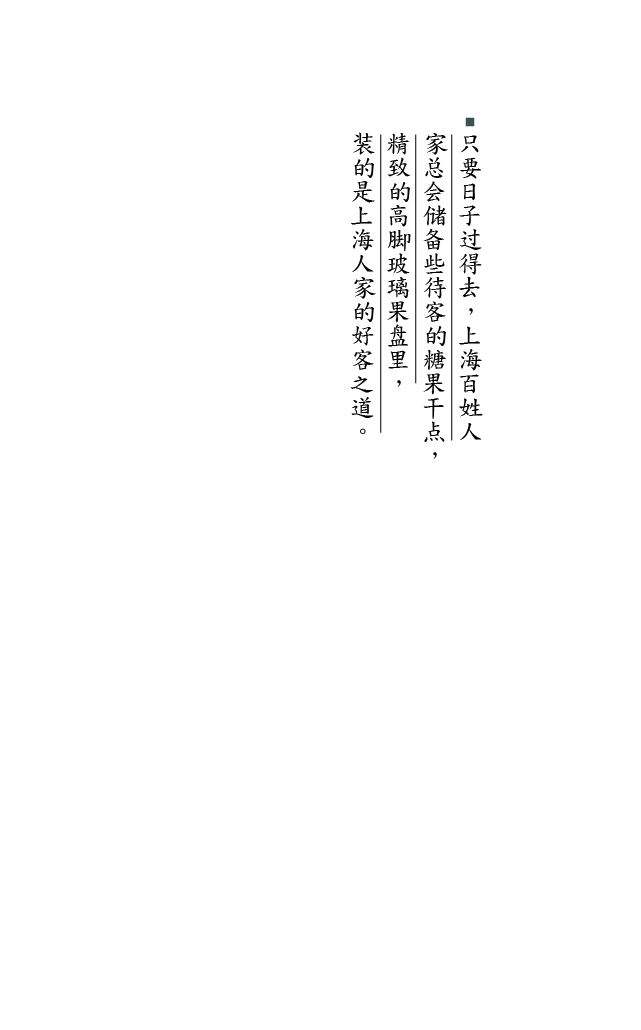 ■只要日子过得去，上海百姓人
家总会储备些待客的糖果干点，
精致的高脚玻璃果盘里，
装的是上海人家的好客之道。